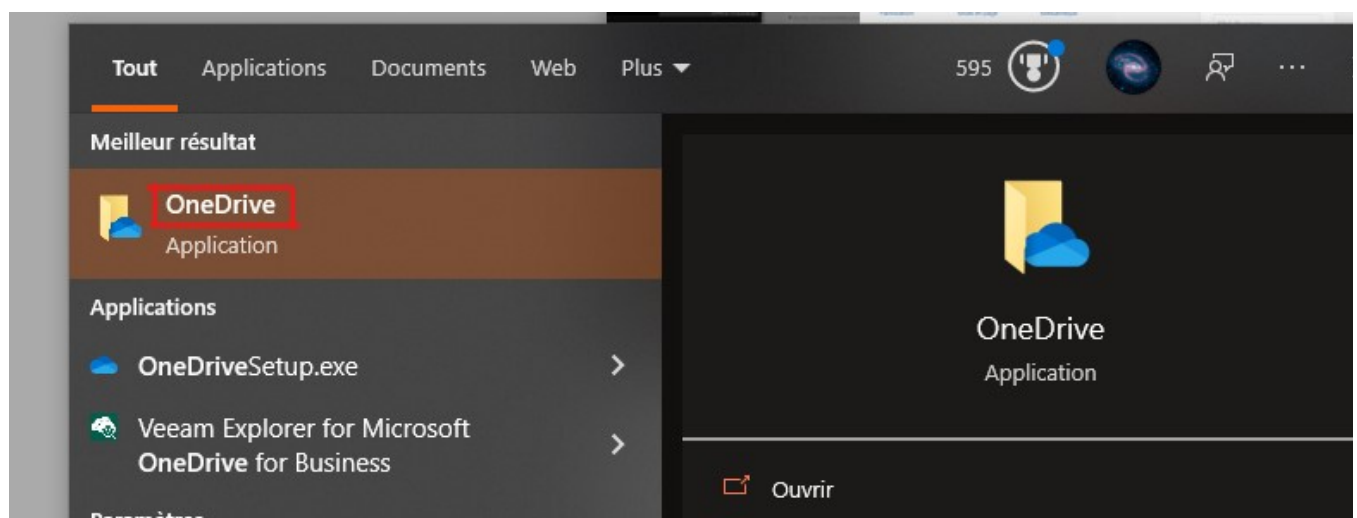 Tout Applications Documents Web Plus 595
Meilleur résultat
OneDrive
Application
Applications
OneDriveSetup.exe
Veeam Explorer for Microsoft
OneDrive for Business
Paramètres
OneDrive
Application
Ouvrir